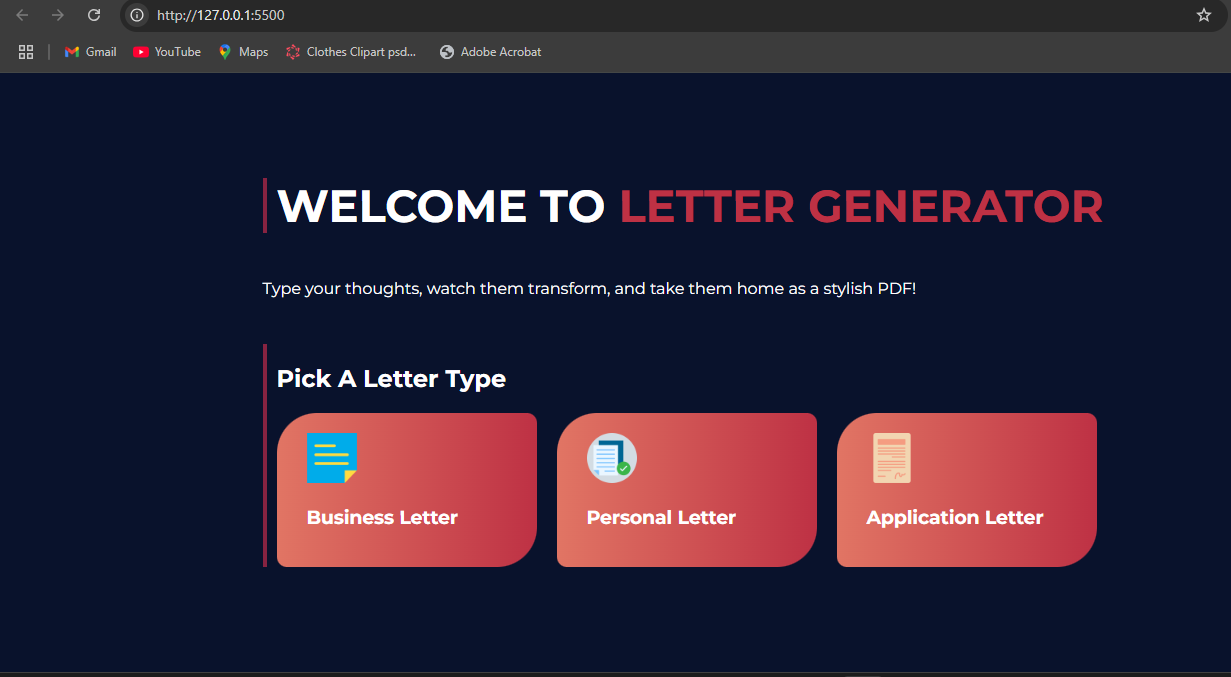 http://127.0.0.1:5500
Gmail YouTube Maps Clothes Clipart psd... Adobe Acrobat
WELCOME TO LETTER GENERATOR
Type your thoughts, watch them transform, and take them home as a stylish PDF!
Pick A Letter Type
Business Letter Personal Letter Application Letter